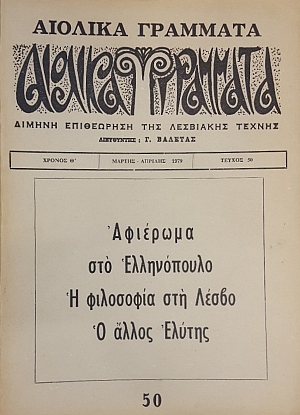 ΑΙΟΛΙΚΑ ΓΡΑΜΜΑΤΑ
ΑΙΟΛΙΚΑ ΓΡΑΜΜΑΤΑ
ΔΙΜΗΝΗ ΕΠΙΘΕΩΡΗΣΗ ΤΗΣ ΛΕΣΒΙΑΚΗΣ ΤΕΧΝΗΣ
ΔΙΕΥΘΥΝΤΗΣ : Γ. ΒΑΛΕΤΑΣ
ΧΡΟΝΟΣ Θ΄ ΜΑΡΤΗΣ - ΑΠΡΙΛΗΣ 1979 ΤΕΥΧΟΣ 50
Ἀφιέρωμα
στὸ Ἑλληνόπουλο
Ἡ φιλοσοφία στὴ Λέσβο
Ὁ ἄλλος Ἐλύτης
50